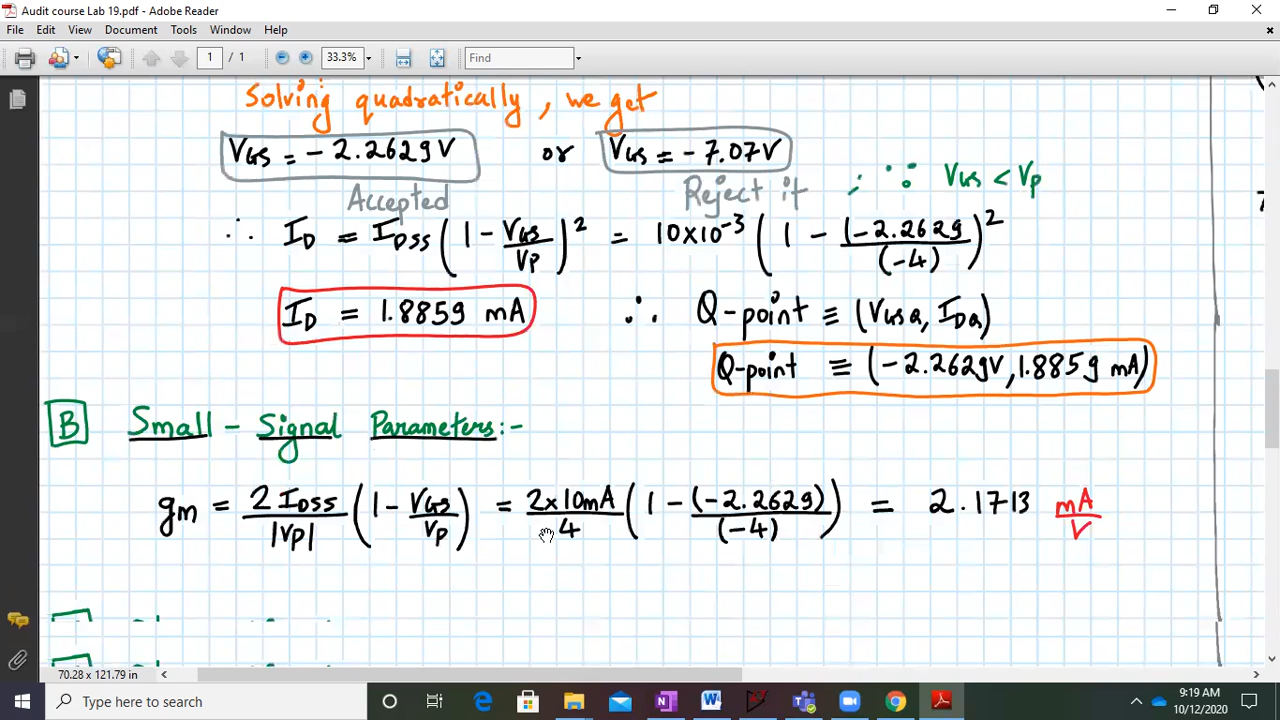 Audit course Lab 19.pdf - Adobe Reader
File Edit View Document Tools Window Help
1 / 1 33.3% Find
Solving quadratically, we get
VGS = - 2.2629V or VGS = - 7.07V
Accepted Reject it ; ∵ VGS < VP
∴ ID = IDSS (1 - VGS/VP)^2 = 10×10^-3 (1 - (-2.2629)/(-4))^2
ID = 1.8859 mA ∴ Q-point ≡ (VGSQ, IDQ)
Q-point ≡ (-2.2629V, 1.8859 mA)
B Small - Signal Parameters:-
gm = 2 IDSS/|VP| (1 - VGS/VP) = 2×10mA/4 (1 - (-2.2629)/(-4)) = 2.1713 mA/V
70.28 x 121.79 in
Type here to search
9:19 AM
10/12/2020